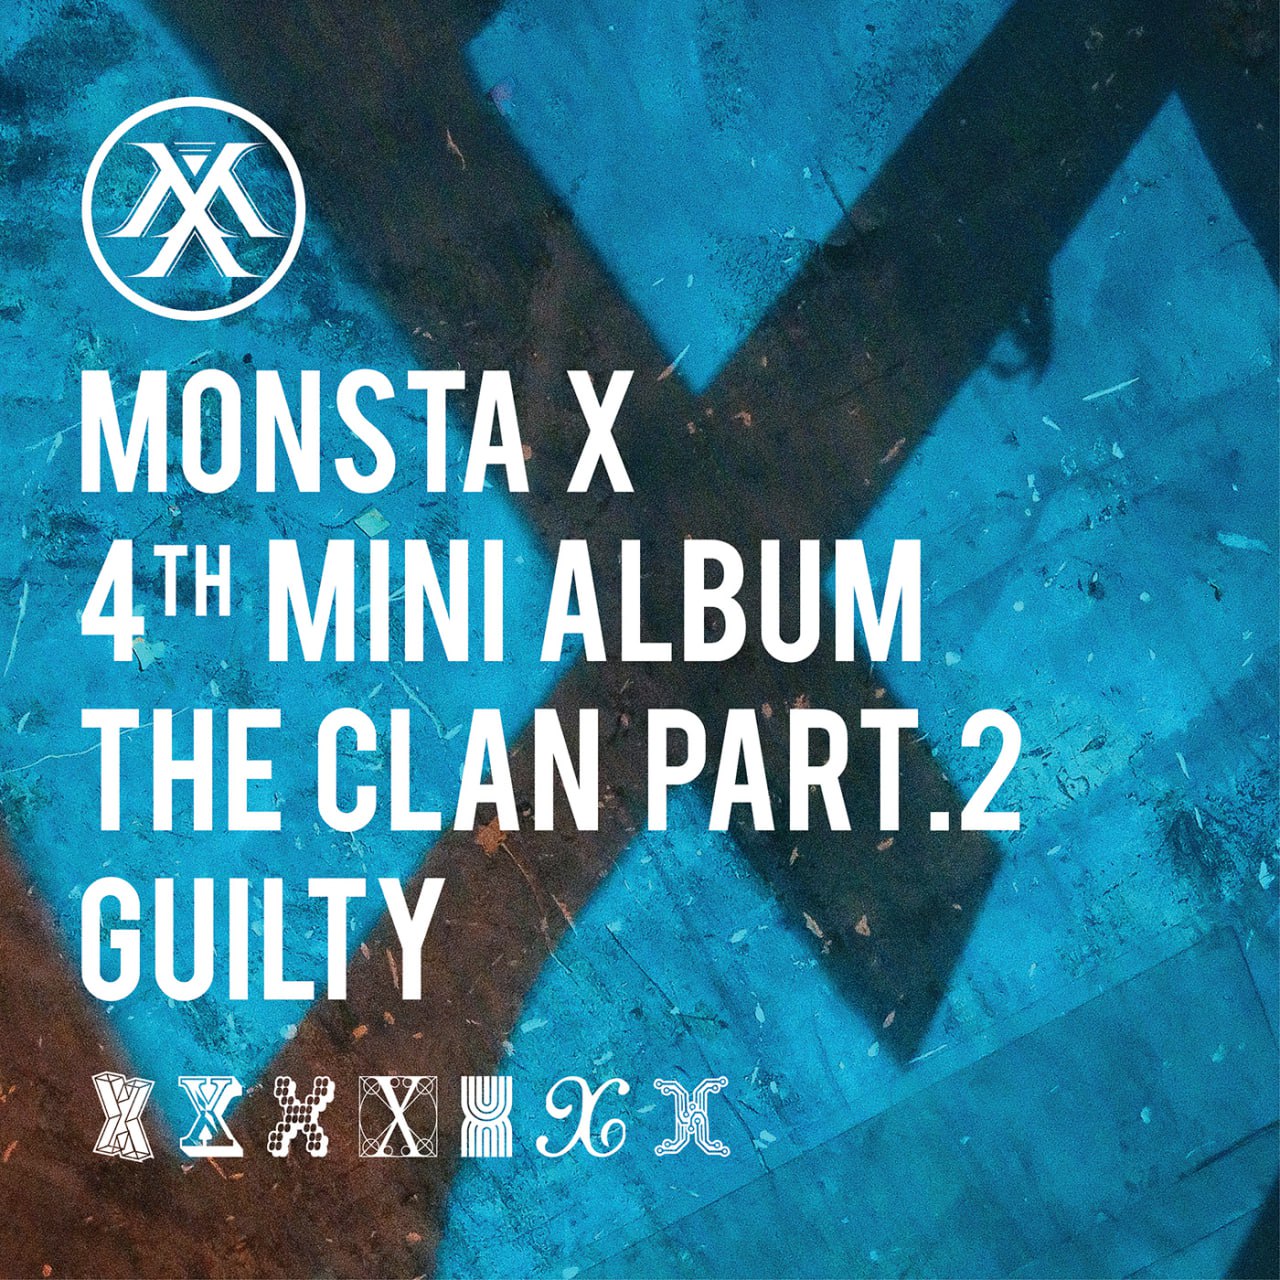 MONSTA X
4TH MINI ALBUM
THE CLAN PART.2
GUILTY
X X X X X X X